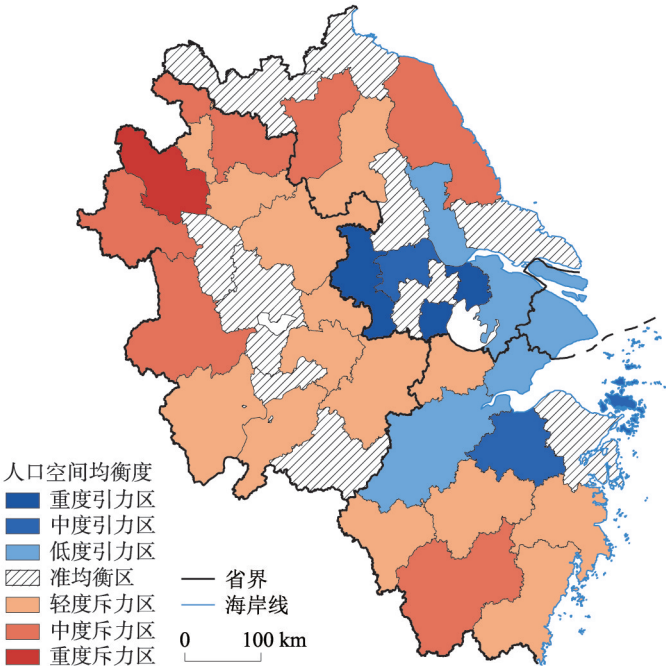 人口空间均衡度
重度引力区
中度引力区
低度引力区
准均衡区
轻度斥力区
中度斥力区
重度斥力区
省界
海岸线
0 100 km